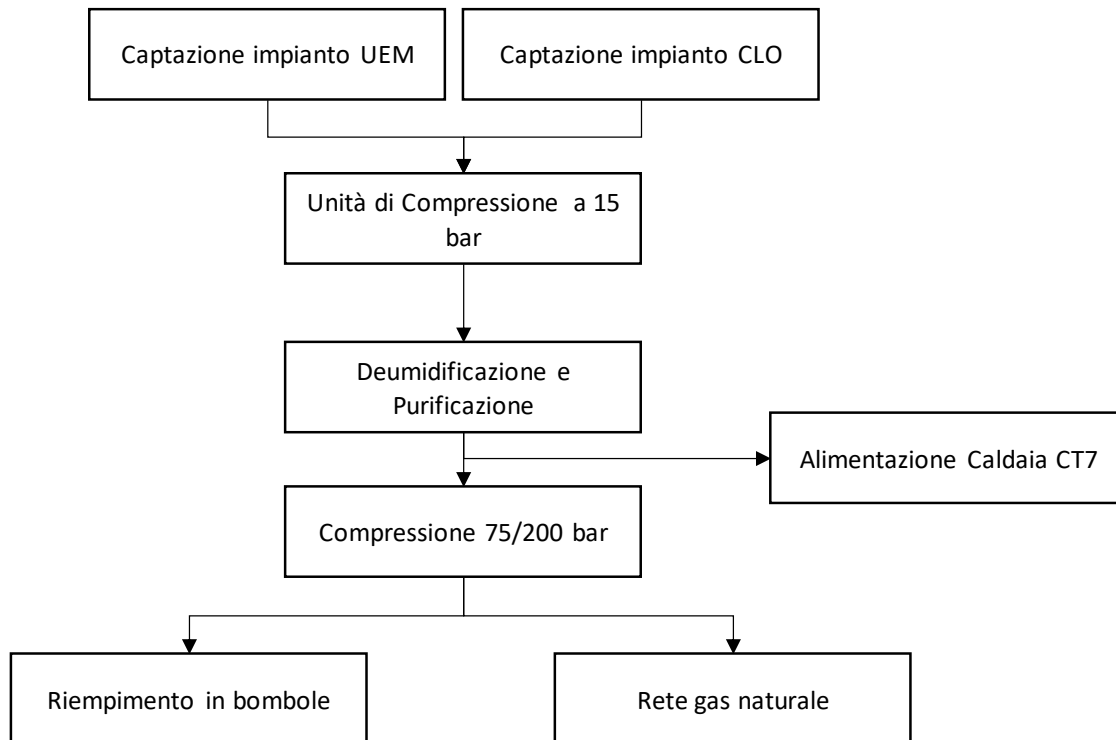 Captazione impianto UEM
Captazione impianto CLO
Unità di Compressione a 15
bar
Deumidificazione e
Purificazione
Alimentazione Caldaia CT7
Compressione 75/200 bar
Riempimento in bombole
Rete gas naturale